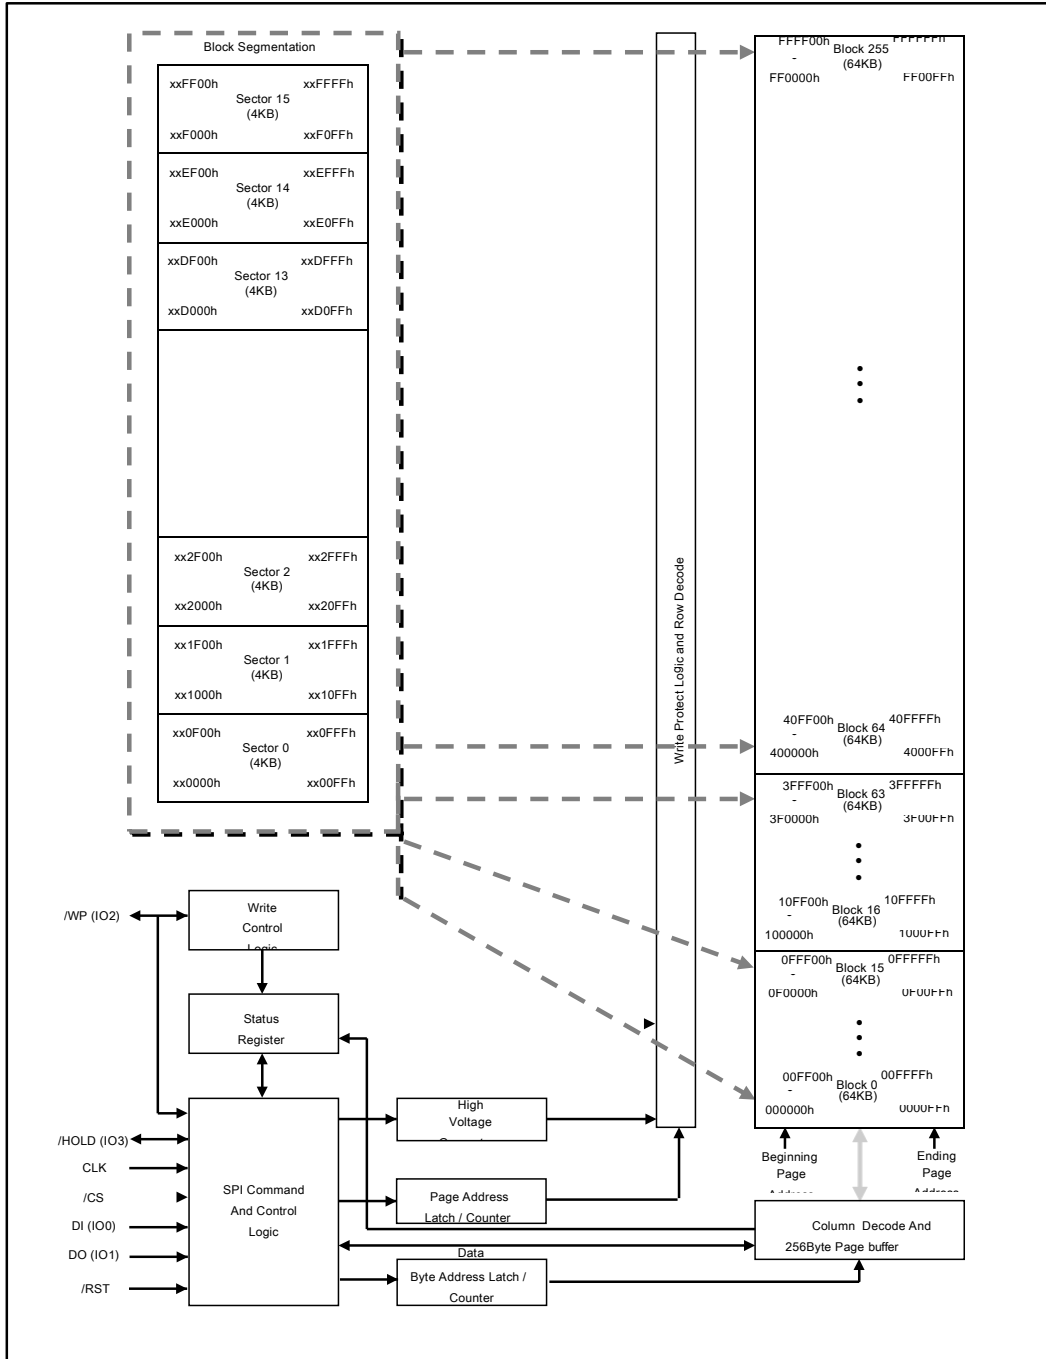 Block Segmentation
xxFF00h xxFFFFh
Sector 15
(4KB)
xxF000h xxF0FFh
xxEF00h xxEFFFh
Sector 14
(4KB)
xxE000h xxE0FFh
xxDF00h xxDFFFh
Sector 13
(4KB)
xxD000h xxD0FFh
xx2F00h xx2FFFh
Sector 2
(4KB)
xx2000h xx20FFh
xx1F00h xx1FFFh
Sector 1
(4KB)
xx1000h xx10FFh
xx0F00h xx0FFFh
Sector 0
(4KB)
xx0000h xx00FFh
Write Protect Logic and Row Decode
FFFF00h FFFFFFh
- Block 255
(64KB)
FF0000h FF00FFh
40FF00h 40FFFFh
- Block 64
(64KB)
400000h 4000FFh
3FFF00h 3FFFFFh
- Block 63
(64KB)
3F0000h 3F00FFh
10FF00h 10FFFFh
- Block 16
(64KB)
100000h 1000FFh
0FFF00h 0FFFFFh
- Block 15
(64KB)
0F0000h 0F00FFh
00FF00h 00FFFFh
- Block 0
(64KB)
000000h 0000FFh
Beginning
Page
Address
Ending
Page
Address
/WP (IO2)
Write
Control
Logic
Status
Register
/HOLD (IO3)
CLK
/CS
DI (IO0)
DO (IO1)
/RST
SPI Command
And Control
Logic
High
Voltage
Page Address
Latch / Counter
Data
Byte Address Latch /
Counter
Column Decode And
256Byte Page buffer